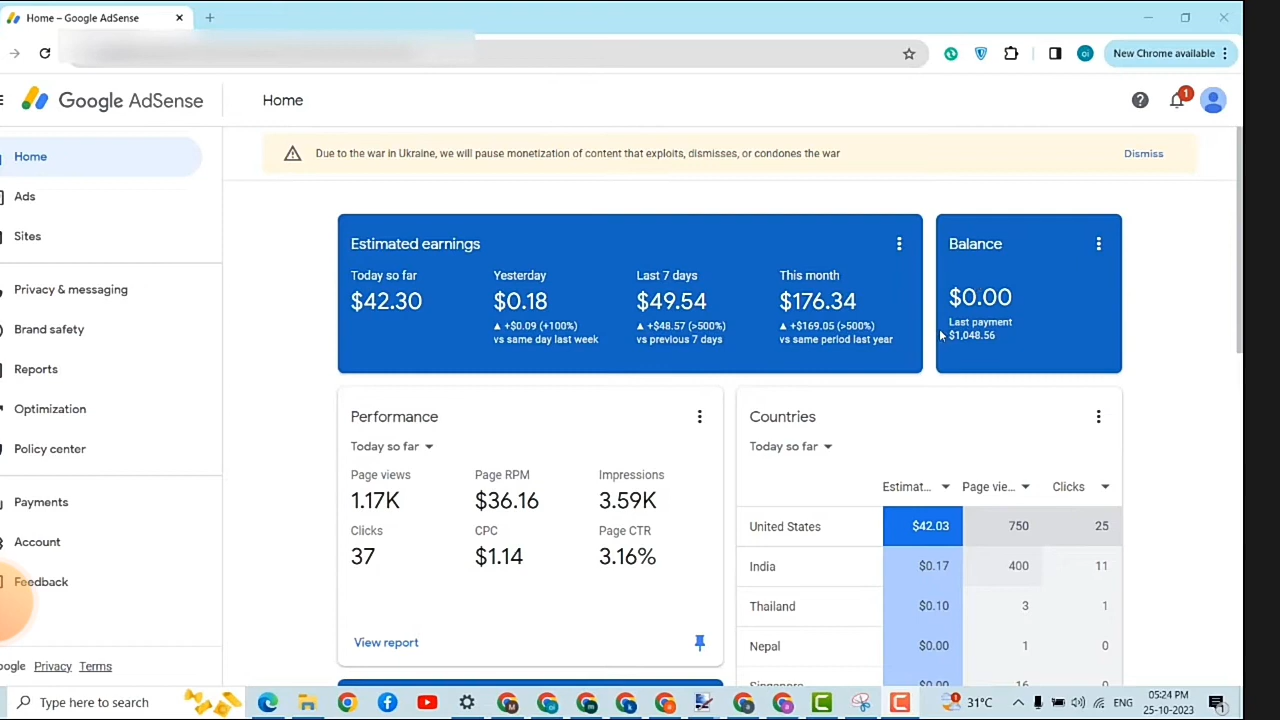 Home – Google AdSense
New Chrome available
Google AdSense
Home
1
Home
Due to the war in Ukraine, we will pause monetization of content that exploits, dismisses, or condones the war
Dismiss
Ads
Sites
Privacy & messaging
Brand safety
Reports
Optimization
Policy center
Payments
Account
Feedback
oogle Privacy Terms
Estimated earnings
Today so far
$42.30
Yesterday
$0.18
▲ +$0.09 (+100%)
vs same day last week
Last 7 days
$49.54
▲ +$48.57 (>500%)
vs previous 7 days
This month
$176.34
▲ +$169.05 (>500%)
vs same period last year
Balance
$0.00
Last payment
$1,048.56
Performance
Today so far
Page views
1.17K
Page RPM
$36.16
Impressions
3.59K
Clicks
37
CPC
$1.14
Page CTR
3.16%
View report
Countries
Today so far
Estimat... Page vie... Clicks
United States $42.03 750 25
India $0.17 400 11
Thailand $0.10 3 1
Nepal $0.00 1 0
Singapore $0.00 16
Type here to search
1
31°C
ENG
05:24 PM
25-10-2023
1